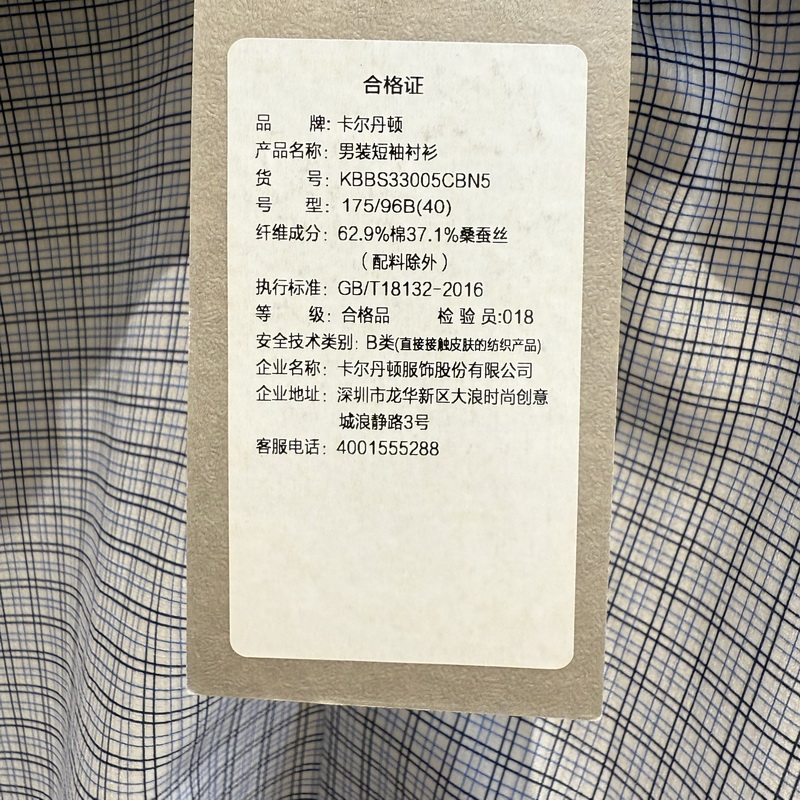 合格证
品 牌: 卡尔丹顿
产品名称: 男装短袖衬衫
货 号: KBBS33005CBN5
号 型: 175/96B(40)
纤维成分: 62.9%棉37.1%桑蚕丝
(配料除外)
执行标准: GB/T18132-2016
等 级: 合格品 检 验 员:018
安全技术类别: B类(直接接触皮肤的纺织产品)
企业名称: 卡尔丹顿服饰股份有限公司
企业地址: 深圳市龙华新区大浪时尚创意
城浪静路3号
客服电话: 4001555288